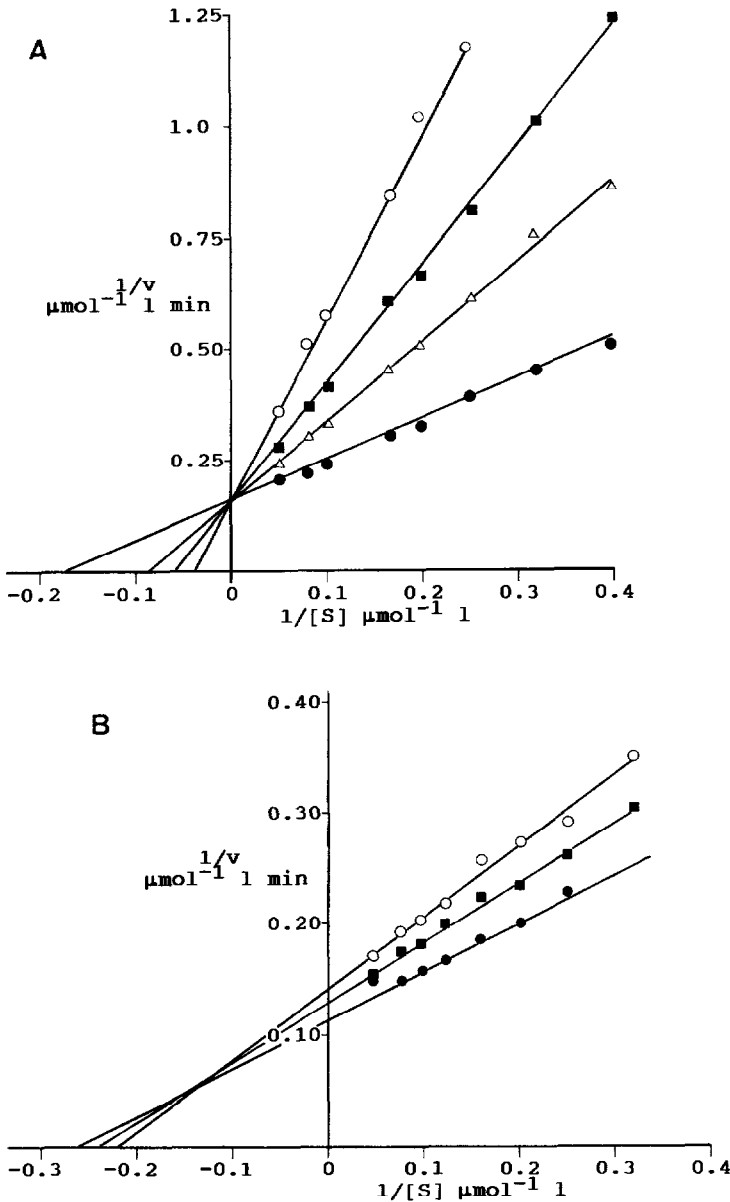 A
1.25
1.0
0.75
1/v
μmol⁻¹ l min
0.50
0.25
-0.2 -0.1 0 0.1 0.2 0.3 0.4
1/[S] μmol⁻¹ l
B
0.40
0.30
1/v
μmol⁻¹ l min
0.20
0.10
-0.3 -0.2 -0.1 0 0.1 0.2 0.3 0.4
1/[S] μmol⁻¹ l